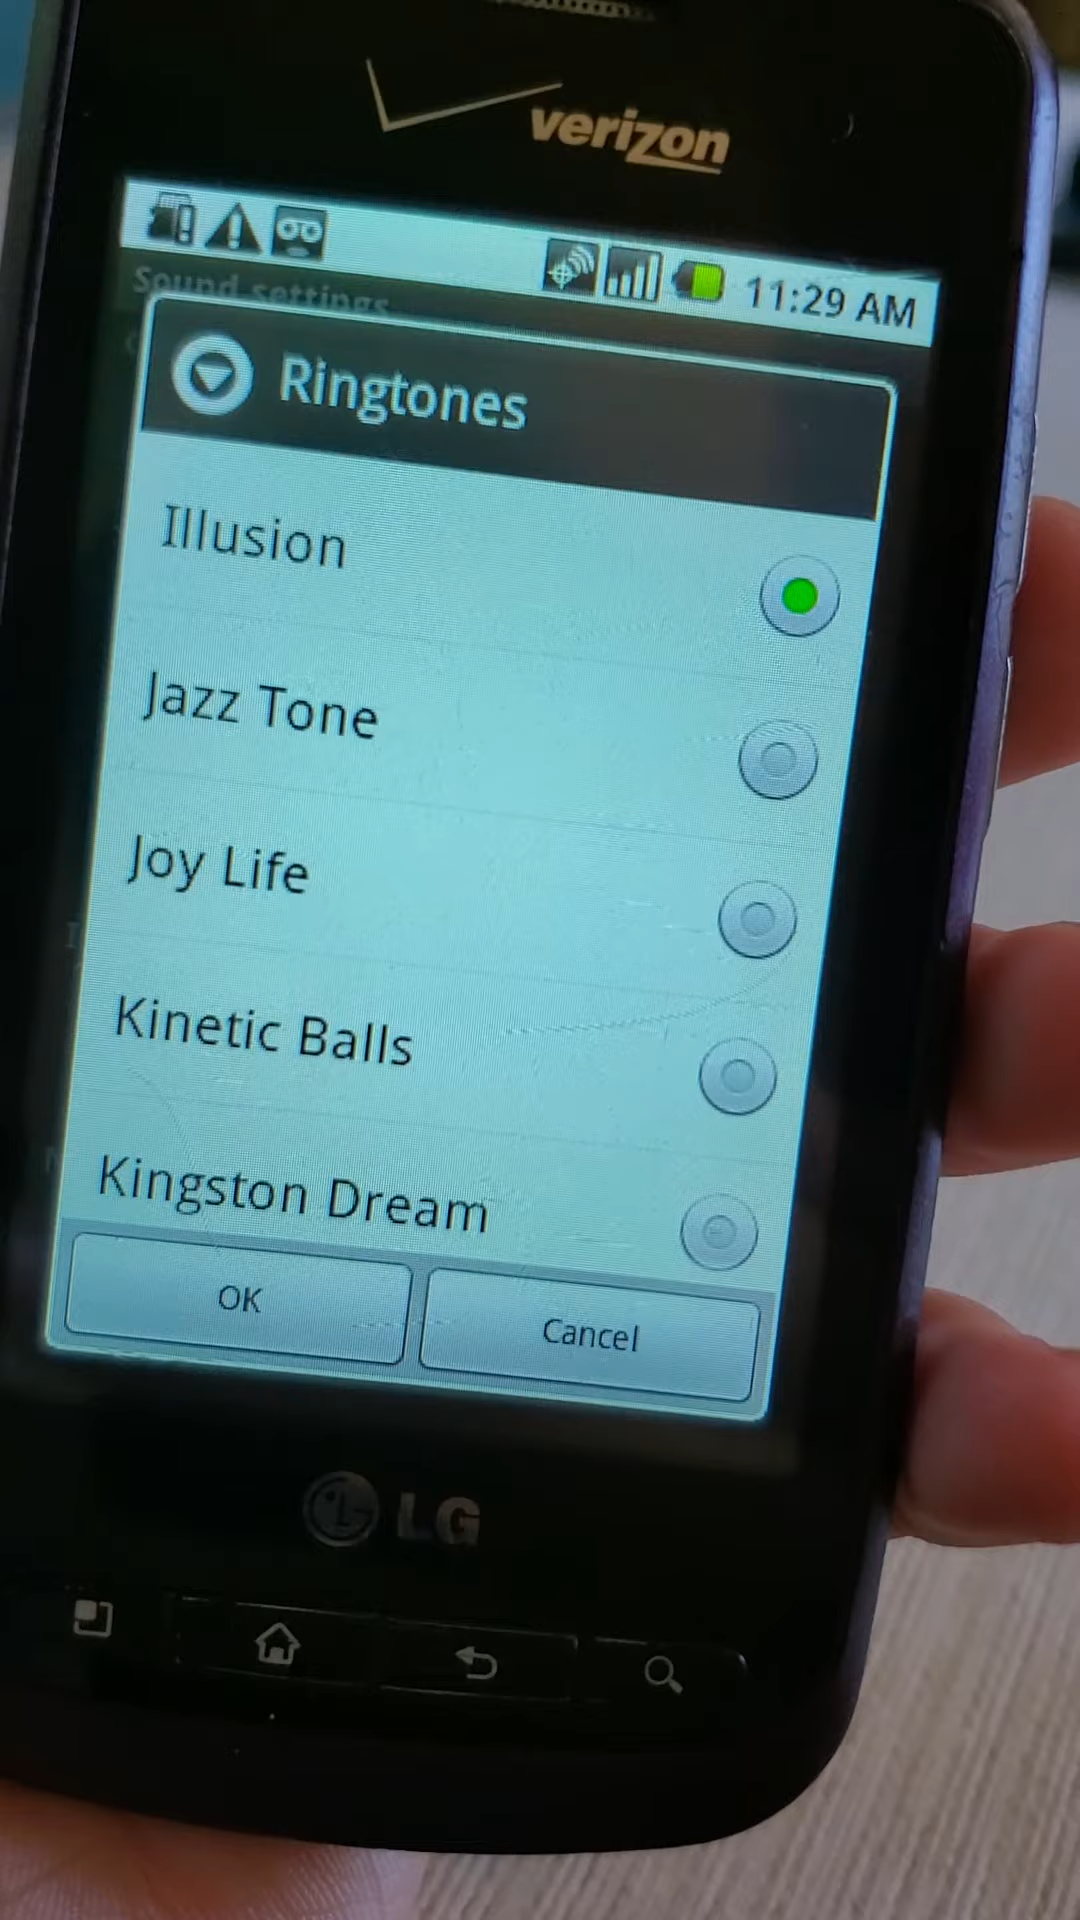 verizon
11:29 AM
Sound settings
Ringtones
Illusion
Jazz Tone
Joy Life
Kinetic Balls
Kingston Dream
OK
Cancel
LG